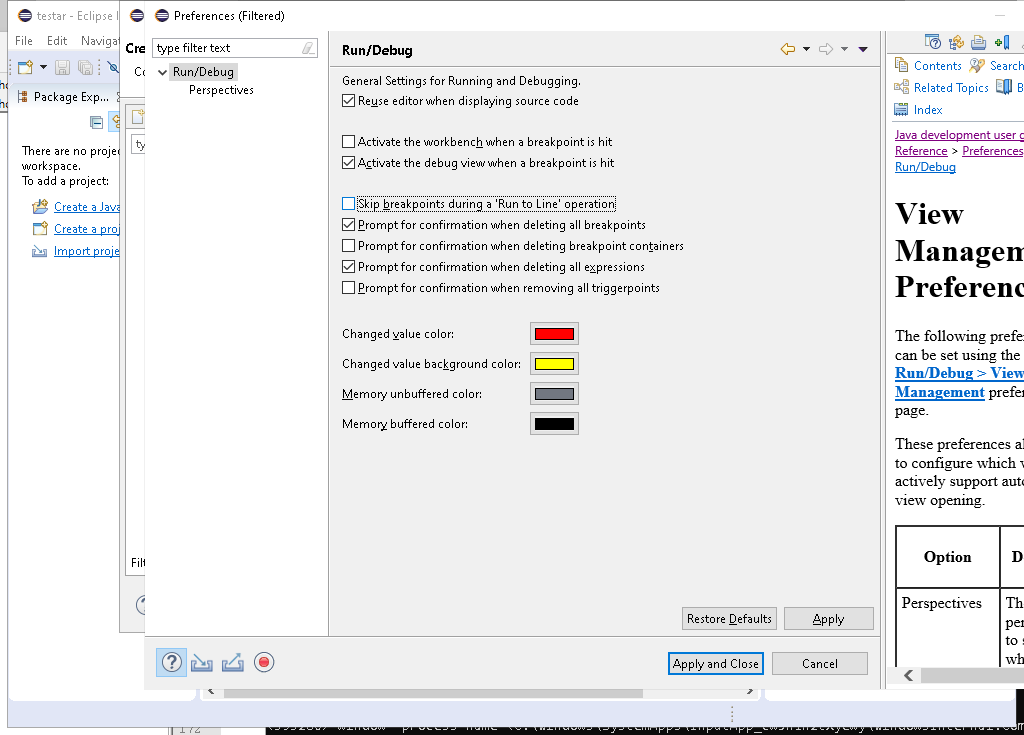 testar - Eclipse I
Preferences (Filtered)
File Edit Navigat
Cre
type filter text
Run/Debug
Contents
Search
Co
Run/Debug
General Settings for Running and Debugging.
Related Topics
B
Package Exp...
Perspectives
Reuse editor when displaying source code
Index
Java development user g
Activate the workbench when a breakpoint is hit
Reference > Preferences
There are no projec
workspace.
Activate the debug view when a breakpoint is hit
Run/Debug
To add a project:
Create a Java
Skip breakpoints during a 'Run to Line' operation
View
Create a proj
Prompt for confirmation when deleting all breakpoints
Managem
Import proje
Prompt for confirmation when deleting breakpoint containers
Prompt for confirmation when deleting all expressions
Preferenc
Prompt for confirmation when removing all triggerpoints
Changed value color:
The following prefer
can be set using the
Changed value background color:
Run/Debug > View
Memory unbuffered color:
Management prefer
page.
Memory buffered color:
These preferences al
to configure which v
actively support auto
view opening.
Option
D
Filt
Perspectives
Th
Restore Defaults
Apply
per
to s
wh
Apply and Close
Cancel
172